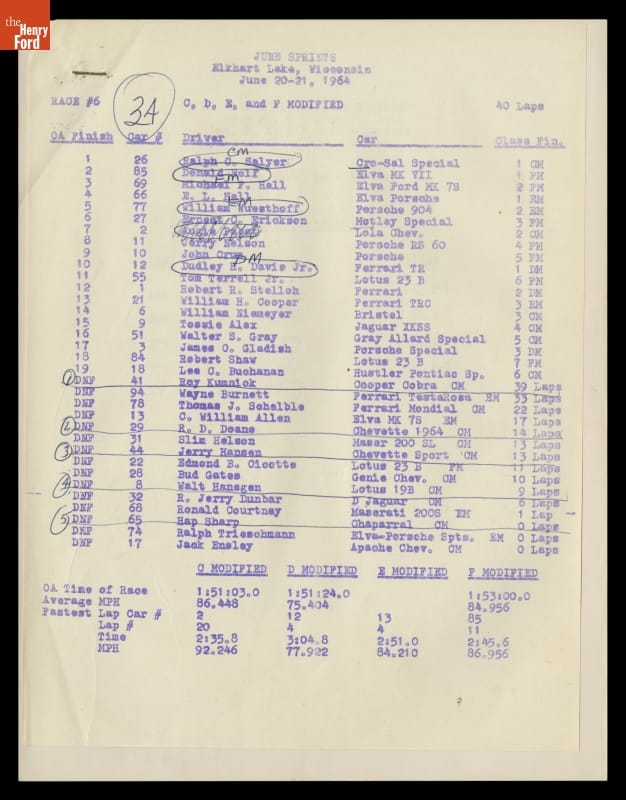 the Henry Ford
JUNE SPRINTS
Elkhart Lake, Wisconsin
June 20-21, 1964
RACE #6 34 C, D, E, and F MODIFIED 40 Laps
OA Finish Car # Driver Car Class Fin.
CM
1 26 Ralph O. Salyer Cro-Sal Special 1 CM
2 85 Donald Wolf Elva MK VII 1 FM
FM
3 69 Michael F. Hall Elva Ford MK 7S 2 FM
4 66 E. L. Hall Elva Porsche 1 EM
EM
5 77 William Wuesthoff Porsche 904 2 EM
6 27 Ernest O. Erickson Motley Special 3 FM
7 2 Augie Pabst Lola Chev. 2 CM
8 11 Jerry Nelson Porsche RS 60 4 FM
9 10 John Porsche 5 FM
DM
10 12 Dudley H. Davis Jr. Ferrari TR 1 DM
11 55 Tom Terrell Jr. Lotus 23 B 6 FM
12 1 Robert R. Stelloh Ferrari 2 DM
13 21 William H. Cooper Ferrari TRC 3 EM
14 6 William Niemeyer Bristol 3 CM
15 9 Tossie Alex Jaguar XKSS 4 CM
16 51 Walter S. Gray Gray Allard Special 5 CM
17 3 James O. Gladish Porsche Special 3 DM
18 84 Robert Shaw Lotus 23 B 7 FM
19 18 Lee C. Buchanan Hustler Pontiac Sp. 6 CM
1 DNF 41 Roy Kumnick Cooper Cobra CM 39 Laps
DNF 94 Wayne Burnett Ferrari TestaRosa EM 33 Laps
DNF 78 Thomas J. Scheible Ferrari Mondial CM 22 Laps
DNF 13 C. William Allen Elva MK 7S EM 17 Laps
2 DNF 29 R. D. Doane Chevette 1964 CM 14 Laps
DNF 31 Slim Helson Maser 200 SL CM 13 Laps
3 DNF 44 Jerry Hansen Chevette Sport CM 13 Laps
DNF 22 Edmond B. Cicotte Lotus 23 B FM 11 Laps
DNF 28 Bud Gates Genie Chev. CM 10 Laps
4 DNF 8 Walt Hansgen Lotus 19B CM 9 Laps
DNF 32 R. Jerry Dunbar D Jaguar CM 6 Laps
DNF 68 Ronald Courtney Maserati 200S EM 1 Lap
5 DNF 65 Hap Sharp Chaparral CM 0 Laps
DNF 74 Ralph Trieschmann Elva-Porsche Spts. EM 0 Laps
DNF 17 Jack Ensley Apache Chev. CM 0 Laps
C MODIFIED D MODIFIED E MODIFIED F MODIFIED
OA Time of Race 1:51:03.0 1:51:24.0 1:53:00.0
Average MPH 86.448 75.404 84.956
Fastest Lap Car # 2 12 13 85
Lap # 20 4 4 11
Time 2:35.8 3:04.8 2:51.0 2:45.6
MPH 92.246 77.922 84.210 86.956